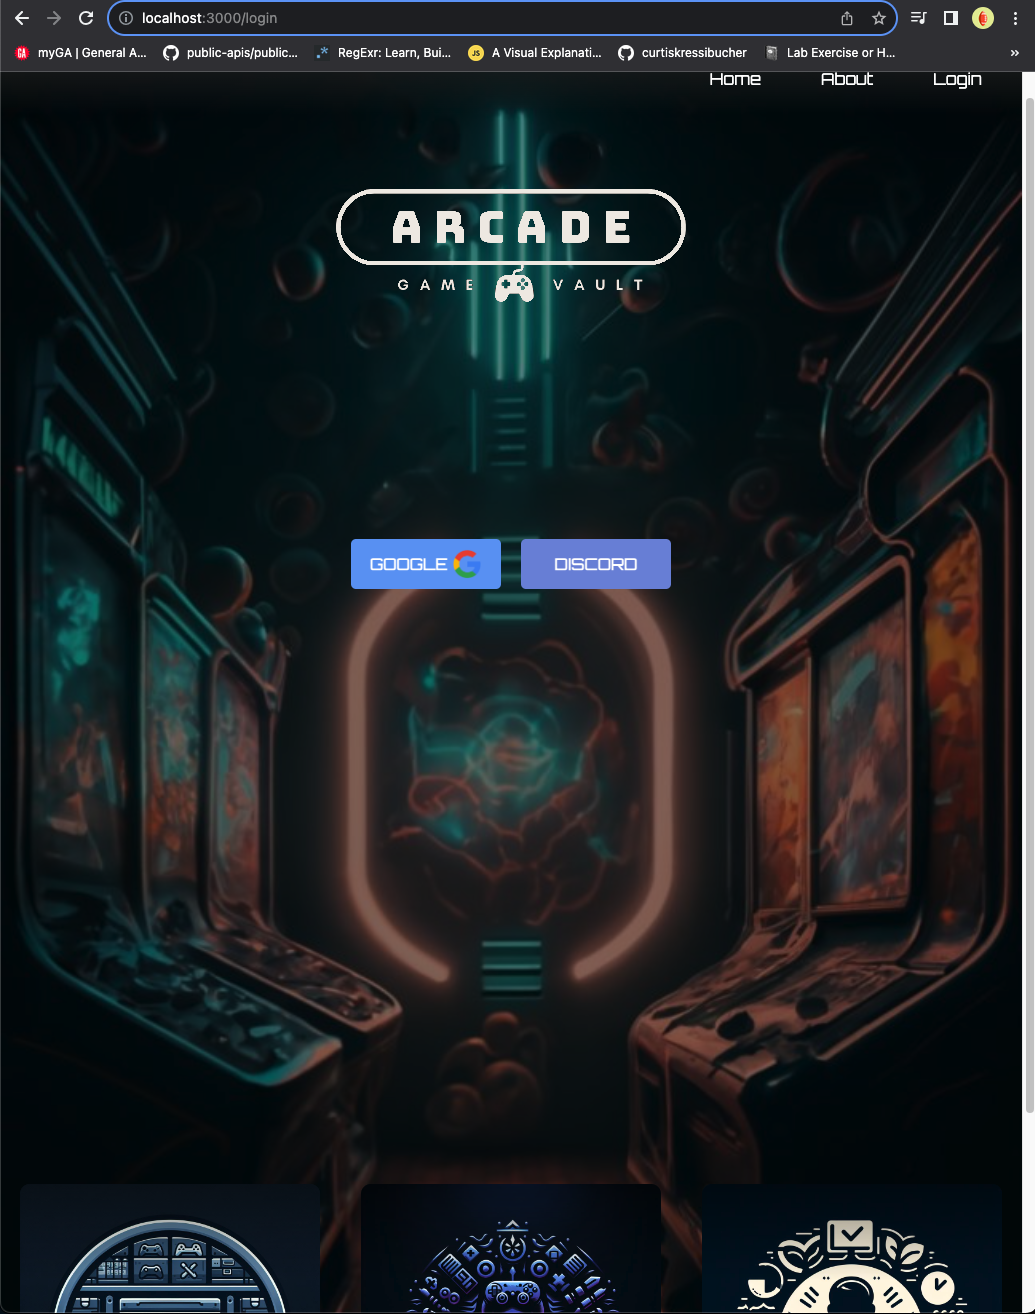 localhost:3000/login
myGA | General A... public-apis/public... RegExr: Learn, Bui... JS A Visual Explanati... curtiskressibucher Lab Exercise or H... »
Home About Login
ARCADE
GAME VAULT
GOOGLE DISCORD